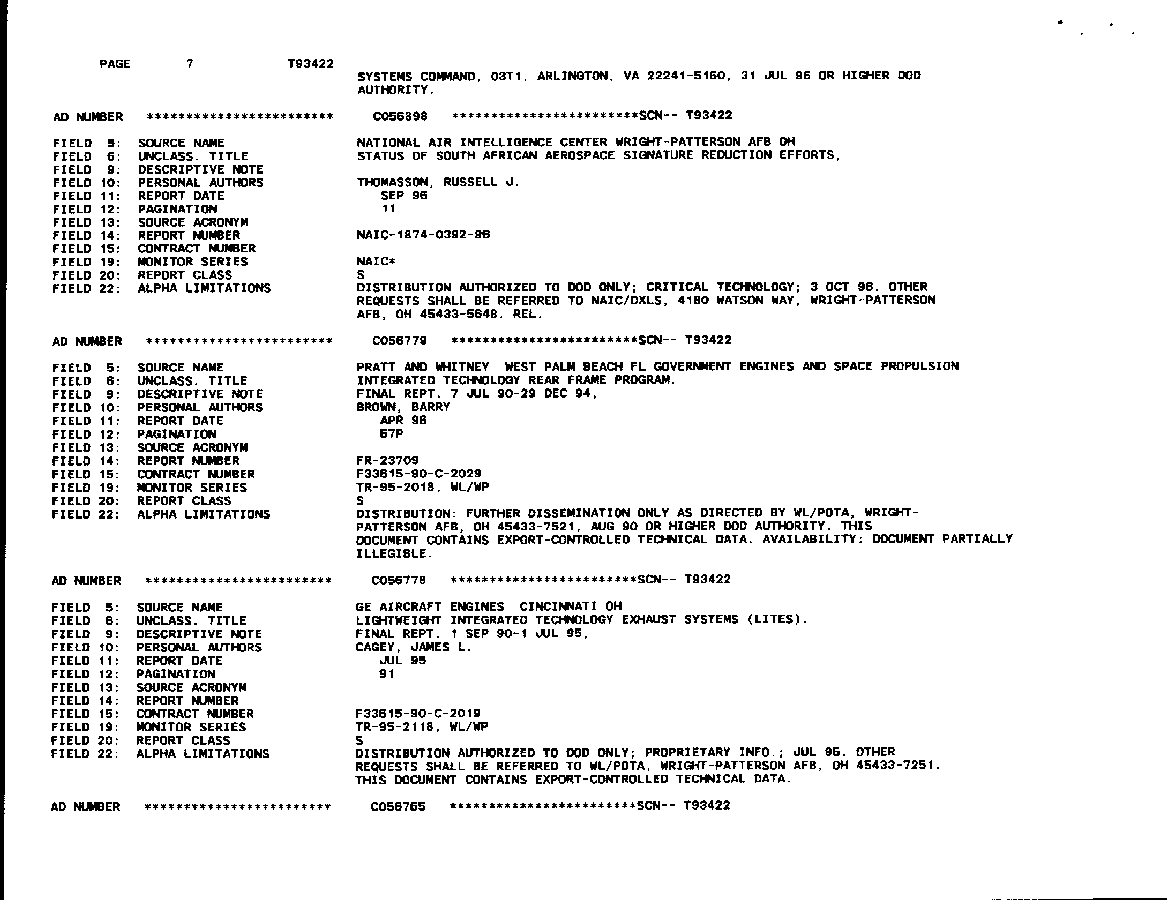 PAGE 7 T93422
SYSTEMS COMMAND, 03T1, ARLINGTON, VA 22241-5160, 31 JUL 96 OR HIGHER DOD
AUTHORITY.
AD NUMBER ************************ C056898 ************************SCN-- T93422
FIELD 5: SOURCE NAME NATIONAL AIR INTELLIGENCE CENTER WRIGHT-PATTERSON AFB OH
FIELD 6: UNCLASS. TITLE STATUS OF SOUTH AFRICAN AEROSPACE SIGNATURE REDUCTION EFFORTS,
FIELD 9: DESCRIPTIVE NOTE
FIELD 10: PERSONAL AUTHORS THOMASSON, RUSSELL J.
FIELD 11: REPORT DATE SEP 96
FIELD 12: PAGINATION 11
FIELD 13: SOURCE ACRONYM
FIELD 14: REPORT NUMBER NAIC-1874-0392-96
FIELD 15: CONTRACT NUMBER
FIELD 19: MONITOR SERIES NAIC*
FIELD 20: REPORT CLASS S
FIELD 22: ALPHA LIMITATIONS DISTRIBUTION AUTHORIZED TO DOD ONLY; CRITICAL TECHNOLOGY; 3 OCT 96. OTHER
REQUESTS SHALL BE REFERRED TO NAIC/DXLS, 4180 WATSON WAY, WRIGHT-PATTERSON
AFB, OH 45433-5648. REL.
AD NUMBER ************************ C056779 ************************SCN-- T93422
FIELD 5: SOURCE NAME PRATT AND WHITNEY WEST PALM BEACH FL GOVERNMENT ENGINES AND SPACE PROPULSION
FIELD 6: UNCLASS. TITLE INTEGRATED TECHNOLOGY REAR FRAME PROGRAM.
FIELD 9: DESCRIPTIVE NOTE FINAL REPT. 7 JUL 90-29 DEC 94,
FIELD 10: PERSONAL AUTHORS BROWN, BARRY
FIELD 11: REPORT DATE APR 96
FIELD 12: PAGINATION 67P
FIELD 13: SOURCE ACRONYM
FIELD 14: REPORT NUMBER FR-23709
FIELD 15: CONTRACT NUMBER F33615-90-C-2029
FIELD 19: MONITOR SERIES TR-95-2018, WL/WP
FIELD 20: REPORT CLASS S
FIELD 22: ALPHA LIMITATIONS DISTRIBUTION: FURTHER DISSEMINATION ONLY AS DIRECTED BY WL/POTA, WRIGHT-
PATTERSON AFB, OH 45433-7521, AUG 90 OR HIGHER DOD AUTHORITY. THIS
DOCUMENT CONTAINS EXPORT-CONTROLLED TECHNICAL DATA. AVAILABILITY: DOCUMENT PARTIALLY
ILLEGIBLE.
AD NUMBER ************************ C056778 ************************SCN-- T93422
FIELD 5: SOURCE NAME GE AIRCRAFT ENGINES CINCINNATI OH
FIELD 6: UNCLASS. TITLE LIGHTWEIGHT INTEGRATED TECHNOLOGY EXHAUST SYSTEMS (LITES).
FIELD 9: DESCRIPTIVE NOTE FINAL REPT. 1 SEP 90-1 JUL 95,
FIELD 10: PERSONAL AUTHORS CASEY, JAMES L.
FIELD 11: REPORT DATE JUL 95
FIELD 12: PAGINATION 91
FIELD 13: SOURCE ACRONYM
FIELD 14: REPORT NUMBER
FIELD 15: CONTRACT NUMBER F33615-90-C-2019
FIELD 19: MONITOR SERIES TR-95-2118, WL/WP
FIELD 20: REPORT CLASS S
FIELD 22: ALPHA LIMITATIONS DISTRIBUTION AUTHORIZED TO DOD ONLY; PROPRIETARY INFO.; JUL 95. OTHER
REQUESTS SHALL BE REFERRED TO WL/POTA, WRIGHT-PATTERSON AFB, OH 45433-7251.
THIS DOCUMENT CONTAINS EXPORT-CONTROLLED TECHNICAL DATA.
AD NUMBER ************************ C056765 ************************SCN-- T93422